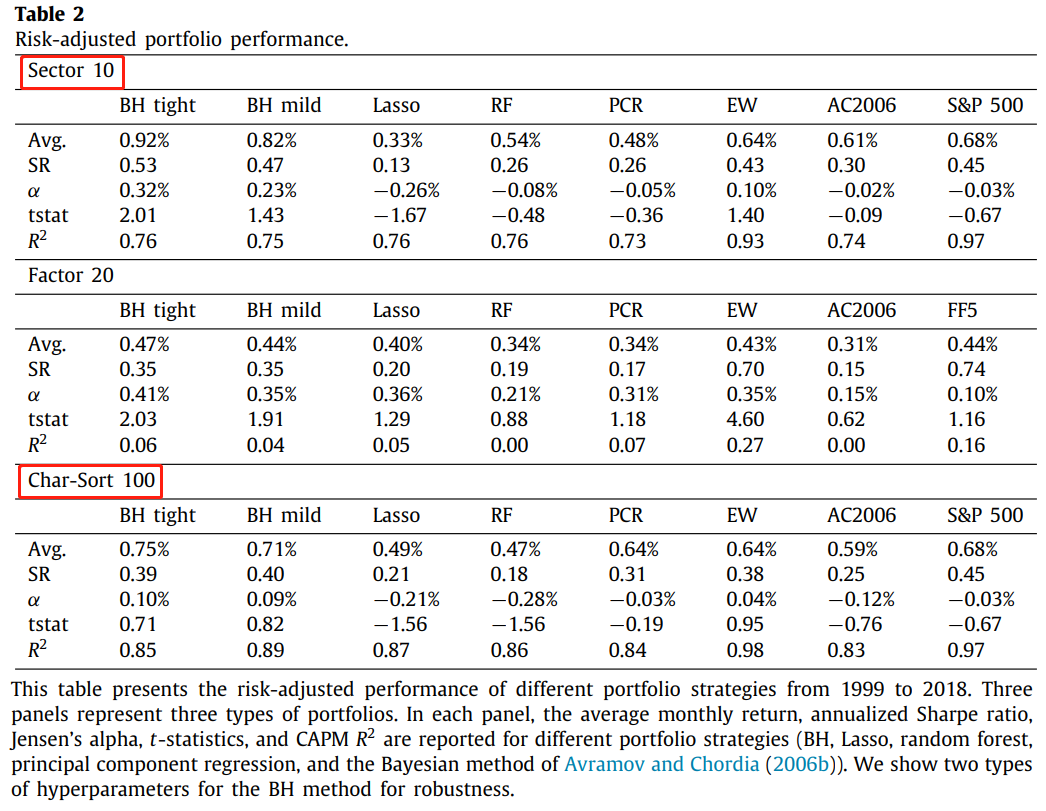 Table 2
Risk-adjusted portfolio performance.
Sector 10
BH tight BH mild Lasso RF PCR EW AC2006 S&P 500
Avg. 0.92% 0.82% 0.33% 0.54% 0.48% 0.64% 0.61% 0.68%
SR 0.53 0.47 0.13 0.26 0.26 0.43 0.30 0.45
α 0.32% 0.23% −0.26% −0.08% −0.05% 0.10% −0.02% −0.03%
tstat 2.01 1.43 −1.67 −0.48 −0.36 1.40 −0.09 −0.67
R² 0.76 0.75 0.76 0.76 0.73 0.93 0.74 0.97
Factor 20
BH tight BH mild Lasso RF PCR EW AC2006 FF5
Avg. 0.47% 0.44% 0.40% 0.34% 0.34% 0.43% 0.31% 0.44%
SR 0.35 0.35 0.20 0.19 0.17 0.70 0.15 0.74
α 0.41% 0.35% 0.36% 0.21% 0.31% 0.35% 0.15% 0.10%
tstat 2.03 1.91 1.29 0.88 1.18 4.60 0.62 1.16
R² 0.06 0.04 0.05 0.00 0.07 0.27 0.00 0.16
Char-Sort 100
BH tight BH mild Lasso RF PCR EW AC2006 S&P 500
Avg. 0.75% 0.71% 0.49% 0.47% 0.64% 0.64% 0.59% 0.68%
SR 0.39 0.40 0.21 0.18 0.31 0.38 0.25 0.45
α 0.10% 0.09% −0.21% −0.28% −0.03% 0.04% −0.12% −0.03%
tstat 0.71 0.82 −1.56 −1.56 −0.19 0.95 −0.76 −0.67
R² 0.85 0.89 0.87 0.86 0.84 0.98 0.83 0.97
This table presents the risk-adjusted performance of different portfolio strategies from 1999 to 2018. Three
panels represent three types of portfolios. In each panel, the average monthly return, annualized Sharpe ratio,
Jensen's alpha, t-statistics, and CAPM R² are reported for different portfolio strategies (BH, Lasso, random forest,
principal component regression, and the Bayesian method of Avramov and Chordia (2006b)). We show two types
of hyperparameters for the BH method for robustness.